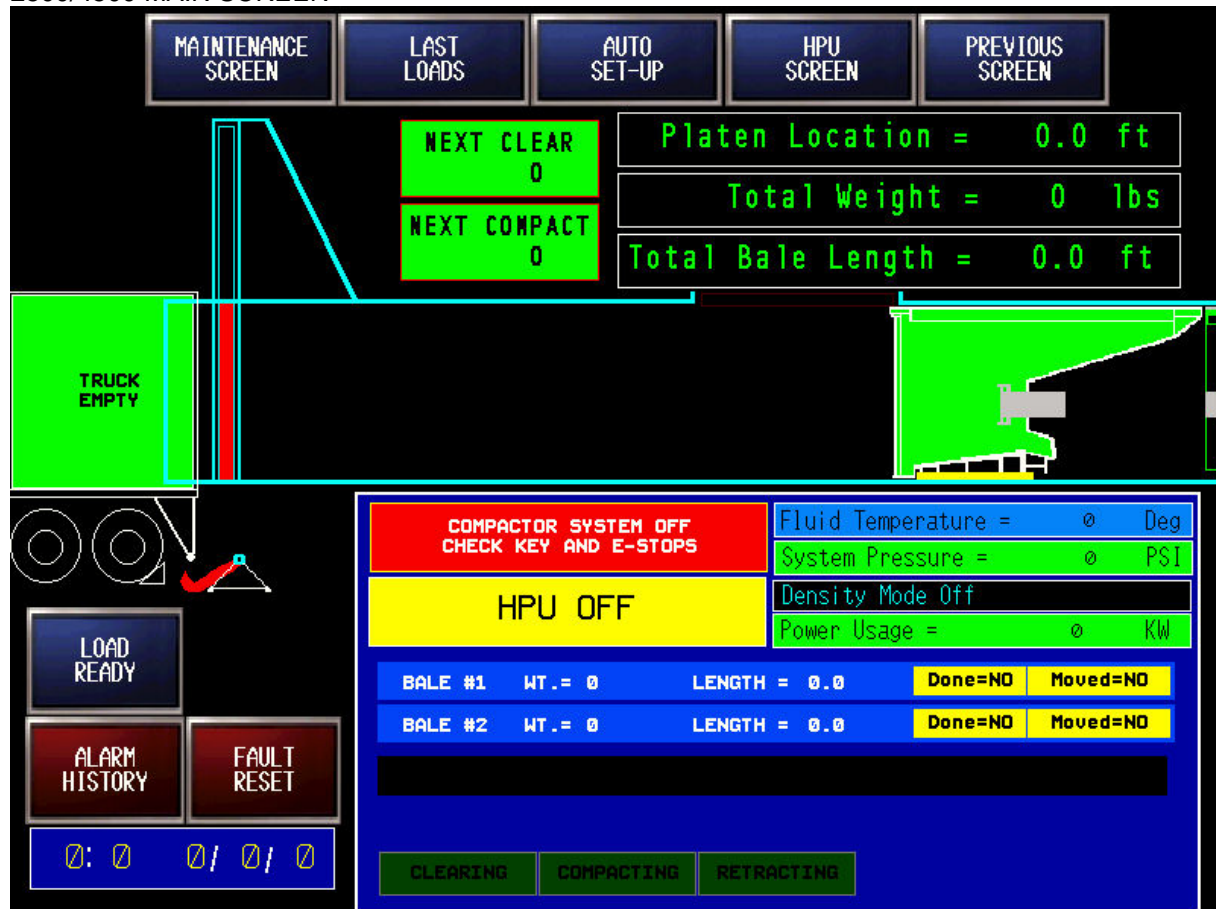 MAINTENANCE SCREEN
LAST LOADS
AUTO SET-UP
HPU SCREEN
PREVIOUS SCREEN
NEXT CLEAR
0
NEXT COMPACT
0
Platen Location = 0.0 ft
Total Weight = 0 lbs
Total Bale Length = 0.0 ft
TRUCK
EMPTY
COMPACTOR SYSTEM OFF
CHECK KEY AND E-STOPS
HPU OFF
Fluid Temperature = 0 Deg
System Pressure = 0 PSI
Density Mode Off
Power Usage = 0 KW
LOAD
READY
BALE #1 WT.= 0 LENGTH = 0.0 Done=NO Moved=NO
BALE #2 WT.= 0 LENGTH = 0.0 Done=NO Moved=NO
ALARM
HISTORY
FAULT
RESET
0: 0 0/ 0/ 0
CLEARING COMPACTING RETRACTING